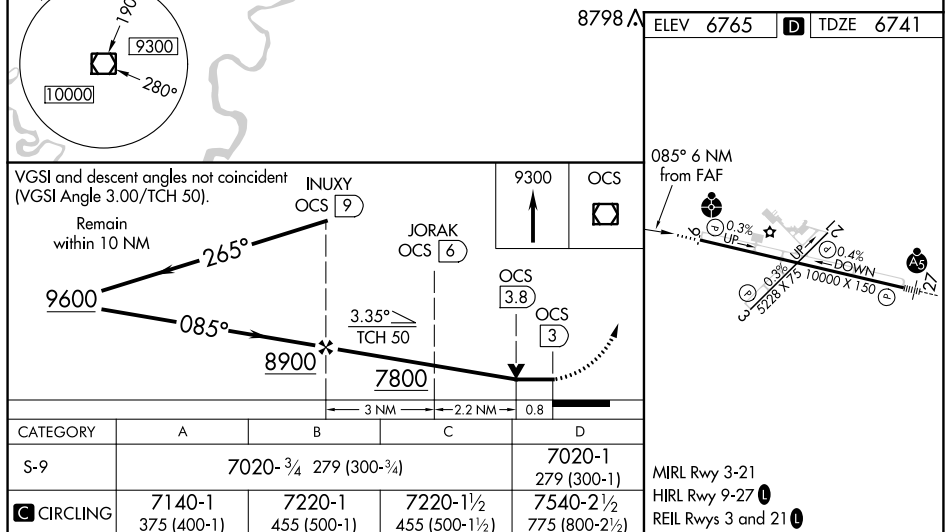 190°
9300
280°
10000
8798
ELEV 6765 D TDZE 6741
085° 6 NM
from FAF
VGSI and descent angles not coincident
(VGSI Angle 3.00/TCH 50).
INUXY
OCS 9
Remain
within 10 NM
9300
OCS
JORAK
OCS 6
265°
9600
085°
3.35°
TCH 50
OCS
3.8
OCS
3
8900
7800
3 NM
2.2 NM
0.8
9
P 0.3%
UP
21
UP
P 0.4%
DOWN
A5
0.3%
P
5228 X 75
10000 X 150
P
3
27
CATEGORY A B C D
S-9 7020-¾ 279 (300-¾) 7020-1 279 (300-1)
C CIRCLING 7140-1 375 (400-1) 7220-1 455 (500-1) 7220-1½ 455 (500-1½) 7540-2½ 775 (800-2½)
MIRL Rwy 3-21
HIRL Rwy 9-27 L
REIL Rwys 3 and 21 L